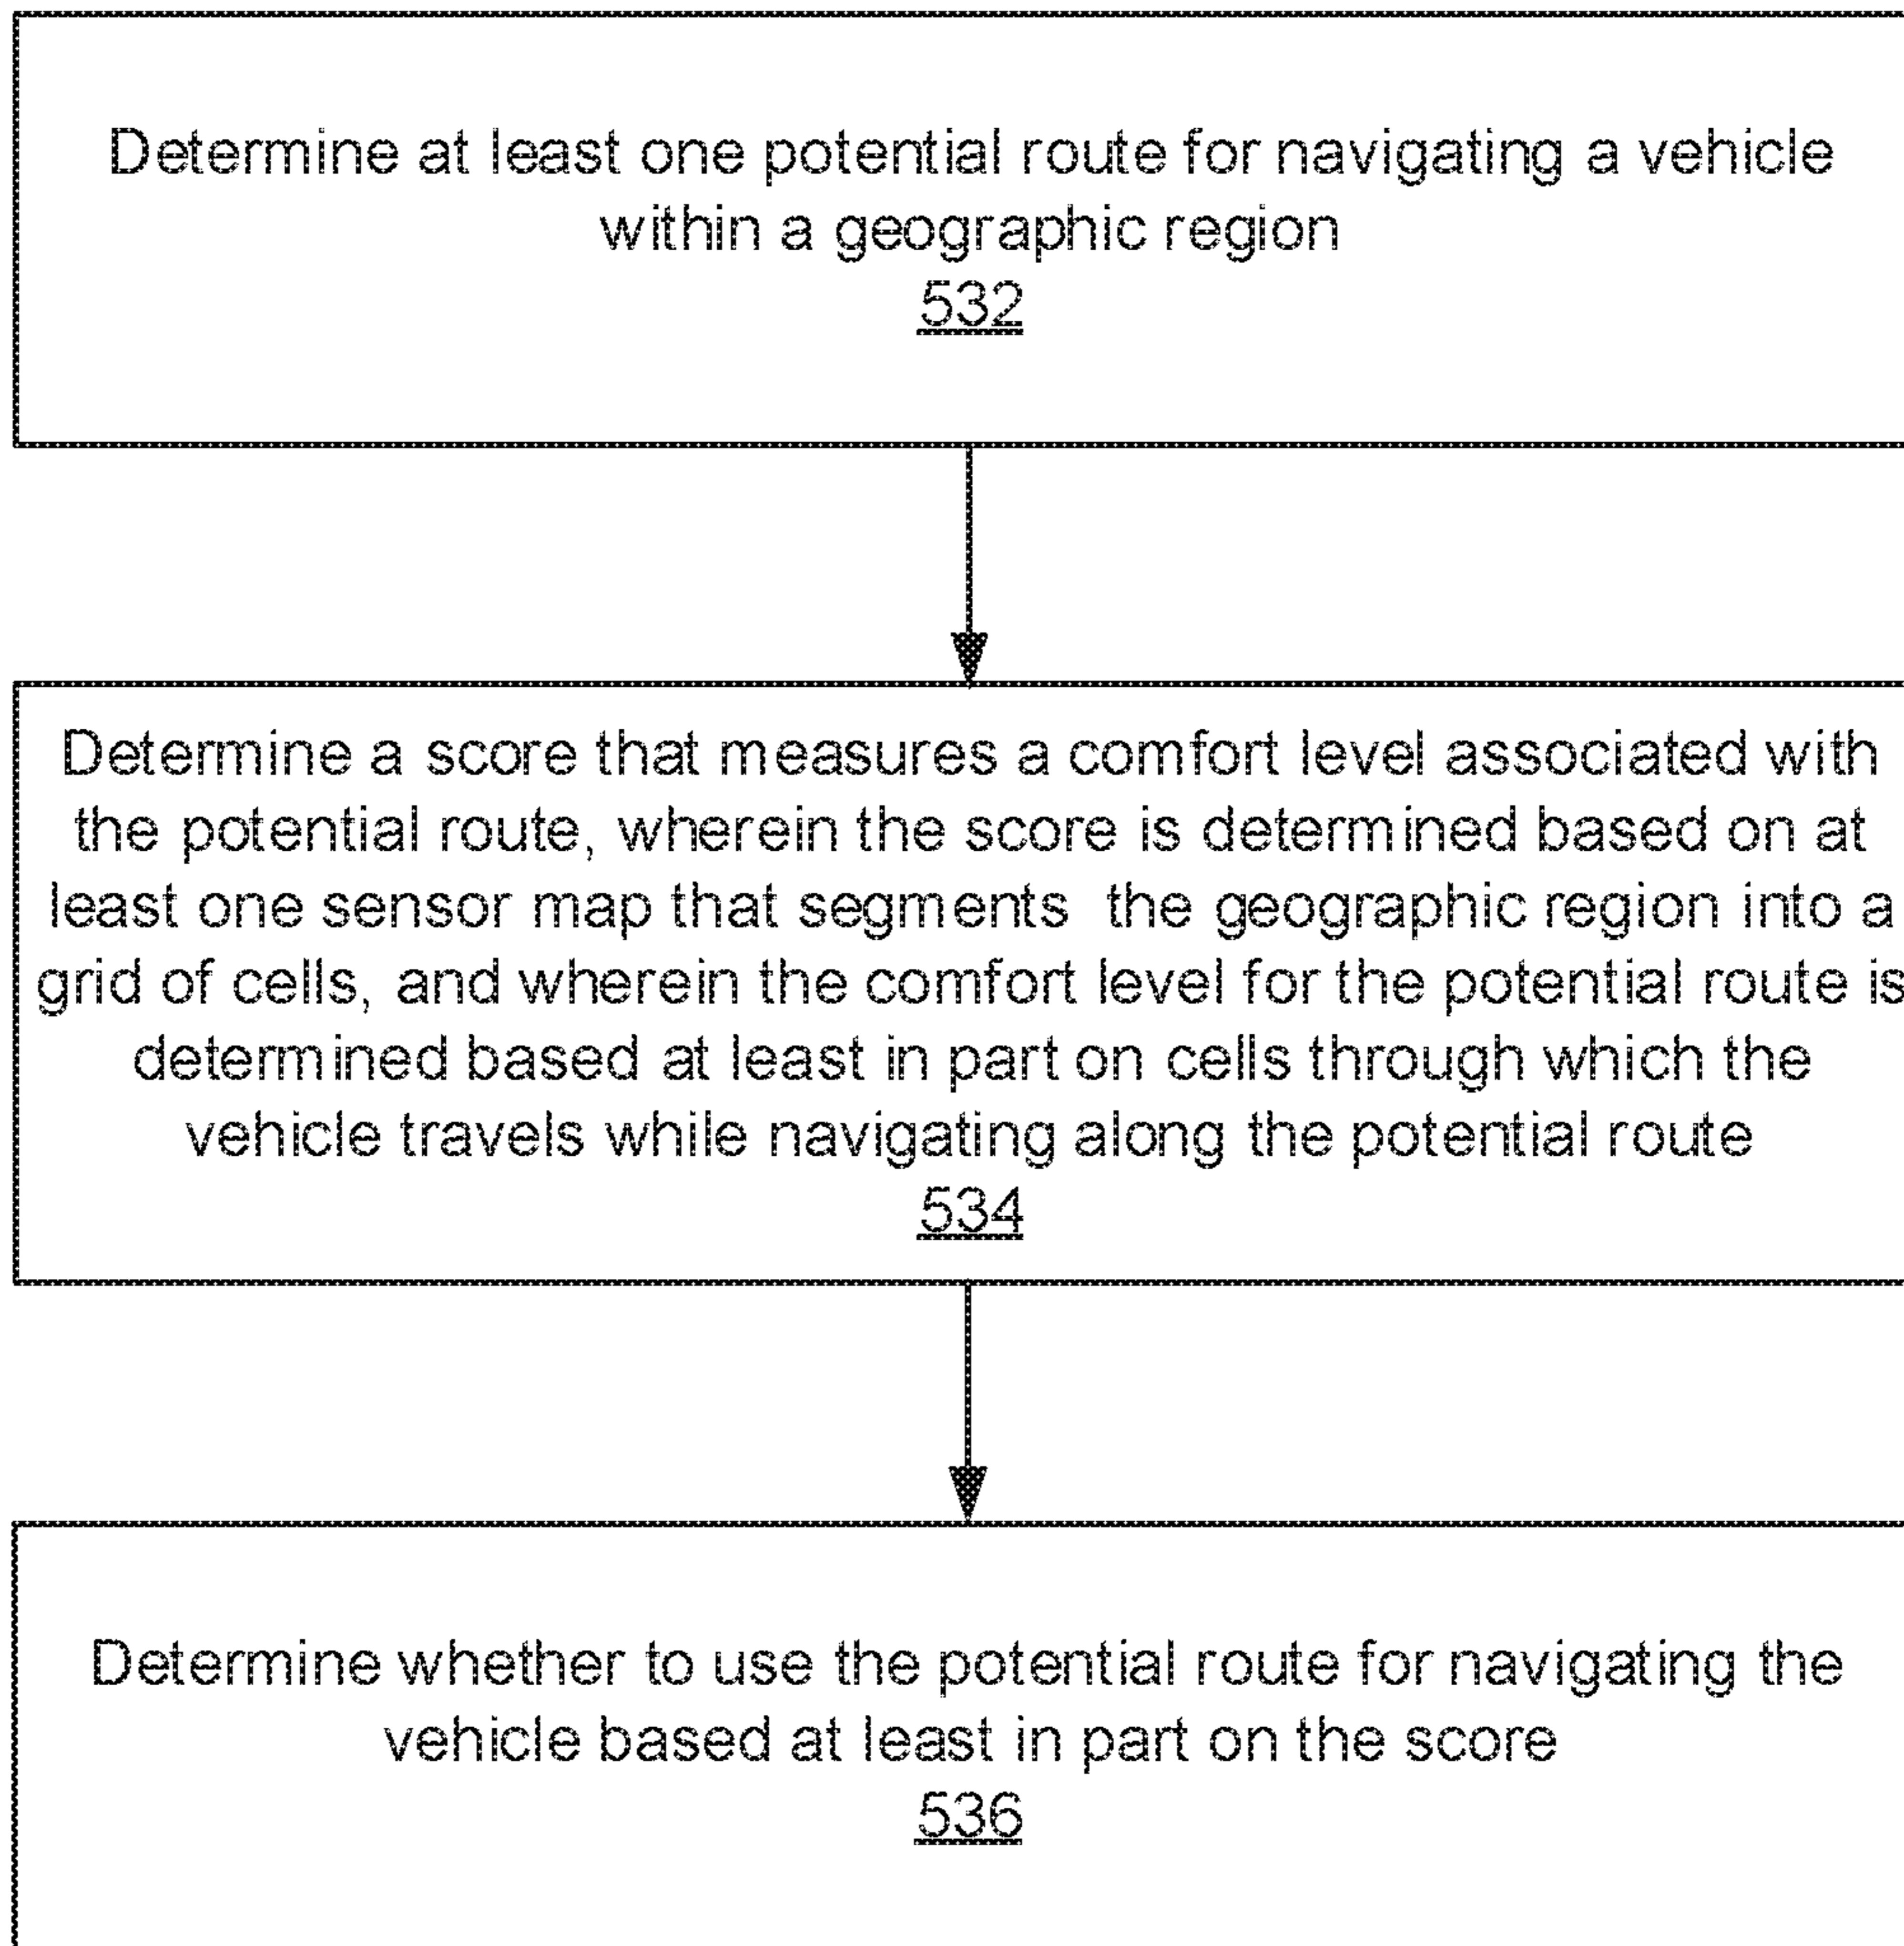 Determine at least one potential route for navigating a vehicle
within a geographic region
532
Determine a score that measures a comfort level associated with
the potential route, wherein the score is determined based on at
least one sensor map that segments the geographic region into a
grid of cells, and wherein the comfort level for the potential route is
determined based at least in part on cells through which the
vehicle travels while navigating along the potential route
534
Determine whether to use the potential route for navigating the
vehicle based at least in part on the score
536